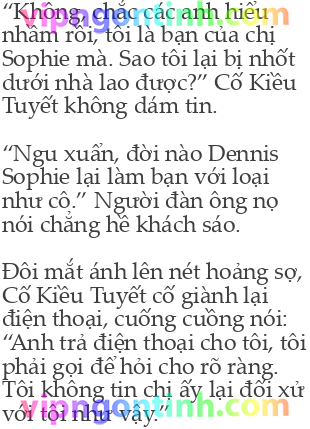 “Không, chắc các anh hiểu
nhầm rồi, tôi là bạn của chị
Sophie mà. Sao tôi lại bị nhốt
dưới nhà lao được?” Cố Kiều
Tuyết không dám tin.
“Ngu xuẩn, đời nào Dennis
Sophie lại làm bạn với loại
như cô.” Người đàn ông nọ
nói chẳng hề khách sáo.
Đôi mắt ánh lên nét hoảng sợ,
Cố Kiều Tuyết cố giành lại
điện thoại, cuống cuồng nói:
“Anh trả điện thoại cho tôi, tôi
phải gọi để hỏi cho rõ ràng.
Tôi không tin chị ấy lại đối xử
với tôi như vậy.”
vipngontinh.com
vipngontinh.com
vipngontinh.com